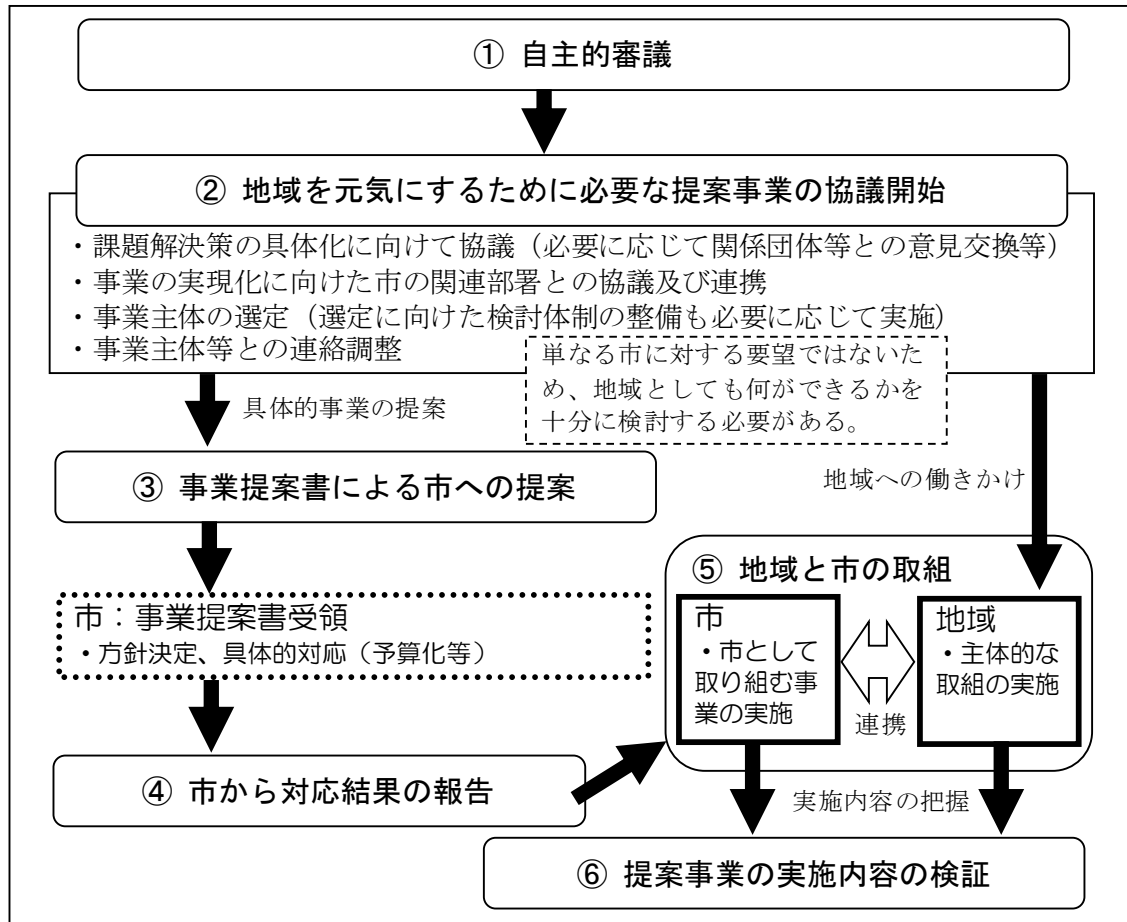 ① 自主的審議
② 地域を元気にするために必要な提案事業の協議開始
・課題解決策の具体化に向けて協議（必要に応じて関係団体等との意見交換等）
・事業の実現化に向けた市の関連部署との協議及び連携
・事業主体の選定（選定に向けた検討体制の整備も必要に応じて実施）
・事業主体等との連絡調整
単なる市に対する要望ではないた
め、地域としても何ができるかを
十分に検討する必要がある。
具体的事業の提案
③ 事業提案書による市への提案
地域への働きかけ
市：事業提案書受領
・方針決定、具体的対応（予算化等）
④ 市から対応結果の報告
⑤ 地域と市の取組
市
・市として
取り組む事
業の実施
連携
地域
・主体的な
取組の実施
実施内容の把握
⑥ 提案事業の実施内容の検証